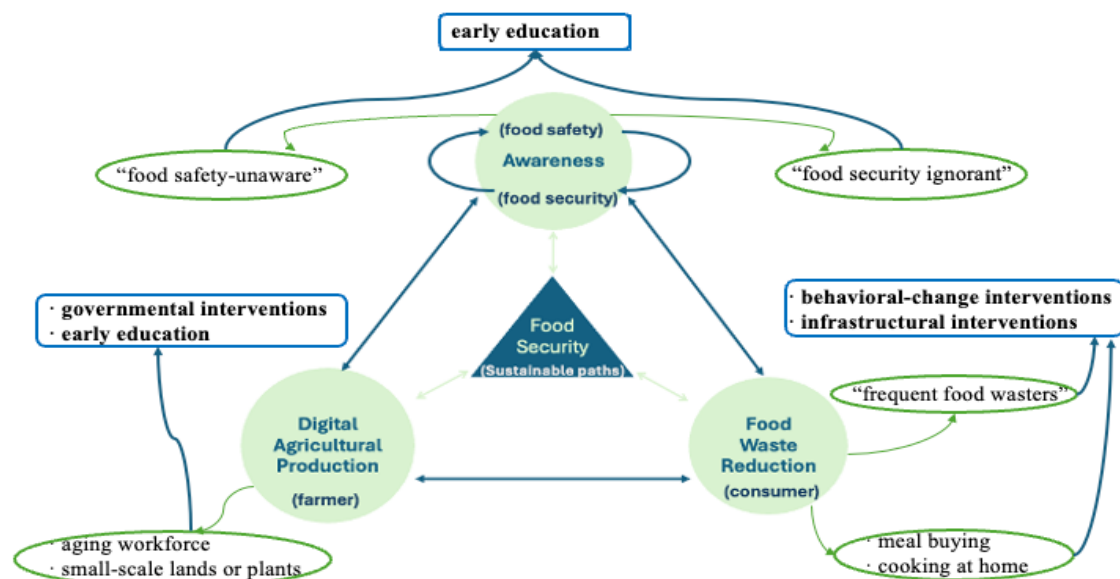 early education
(food safety)
Awareness
(food security)
“food safety-unaware”
“food security ignorant”
· governmental interventions
· early education
· behavioral-change interventions
· infrastructural interventions
Food
Security
(Sustainable paths)
“frequent food wasters”
Digital
Agricultural
Production
(farmer)
Food
Waste
Reduction
(consumer)
· aging workforce
· small-scale lands or plants
· meal buying
· cooking at home